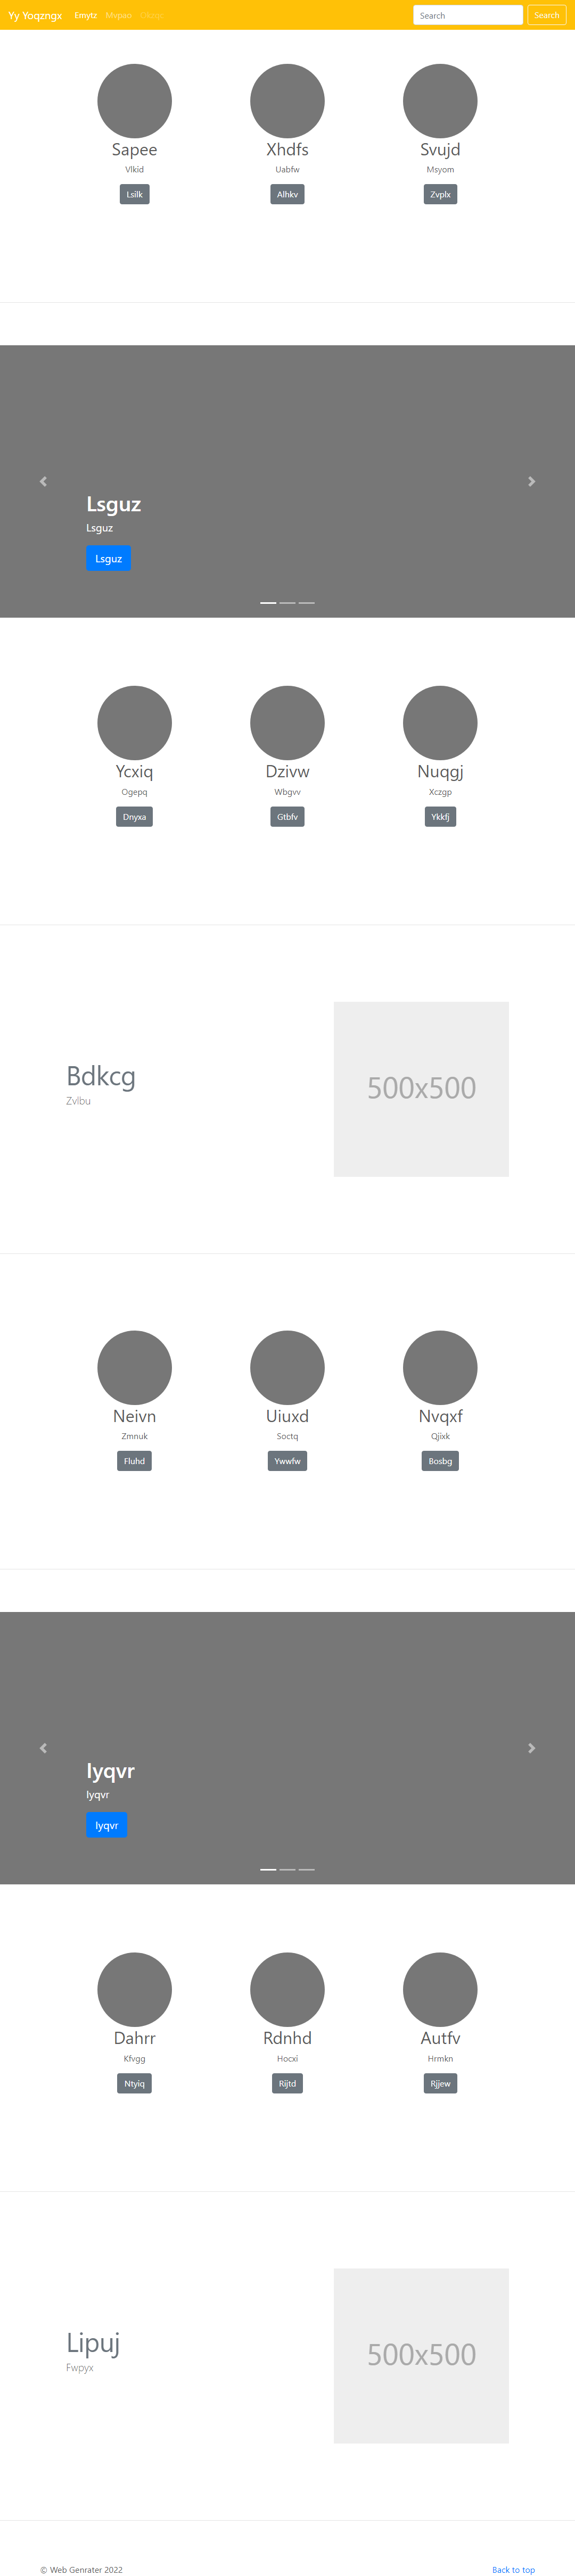 Yy Yoqzngx Emytz Mvpao Search Search
Sapee Xhdfs Svujd
Vlkid Uabfw Msyom
Lsilk Alhkv Zvplx
Lsguz
Lsguz
Lsguz
Ycxiq Dzivw Nuqgj
Ogepq Wbgvv Xczgp
Dnyxa Gtbfv Ykkfj
Bdkcg
Zvlbu
500x500
Neivn Uiuxd Nvqxf
Zmnuk Soctq Qjixk
Fluhd Ywwfw Bosbg
Iyqvr
Iyqvr
Iyqvr
Dahrr Rdnhd Autfv
Kfvgg Hocxi Hrmkn
Ntyiq Rijtd Rjjew
Lipuj
Fwpyx
500x500
© Web Genrater 2022 Back to top